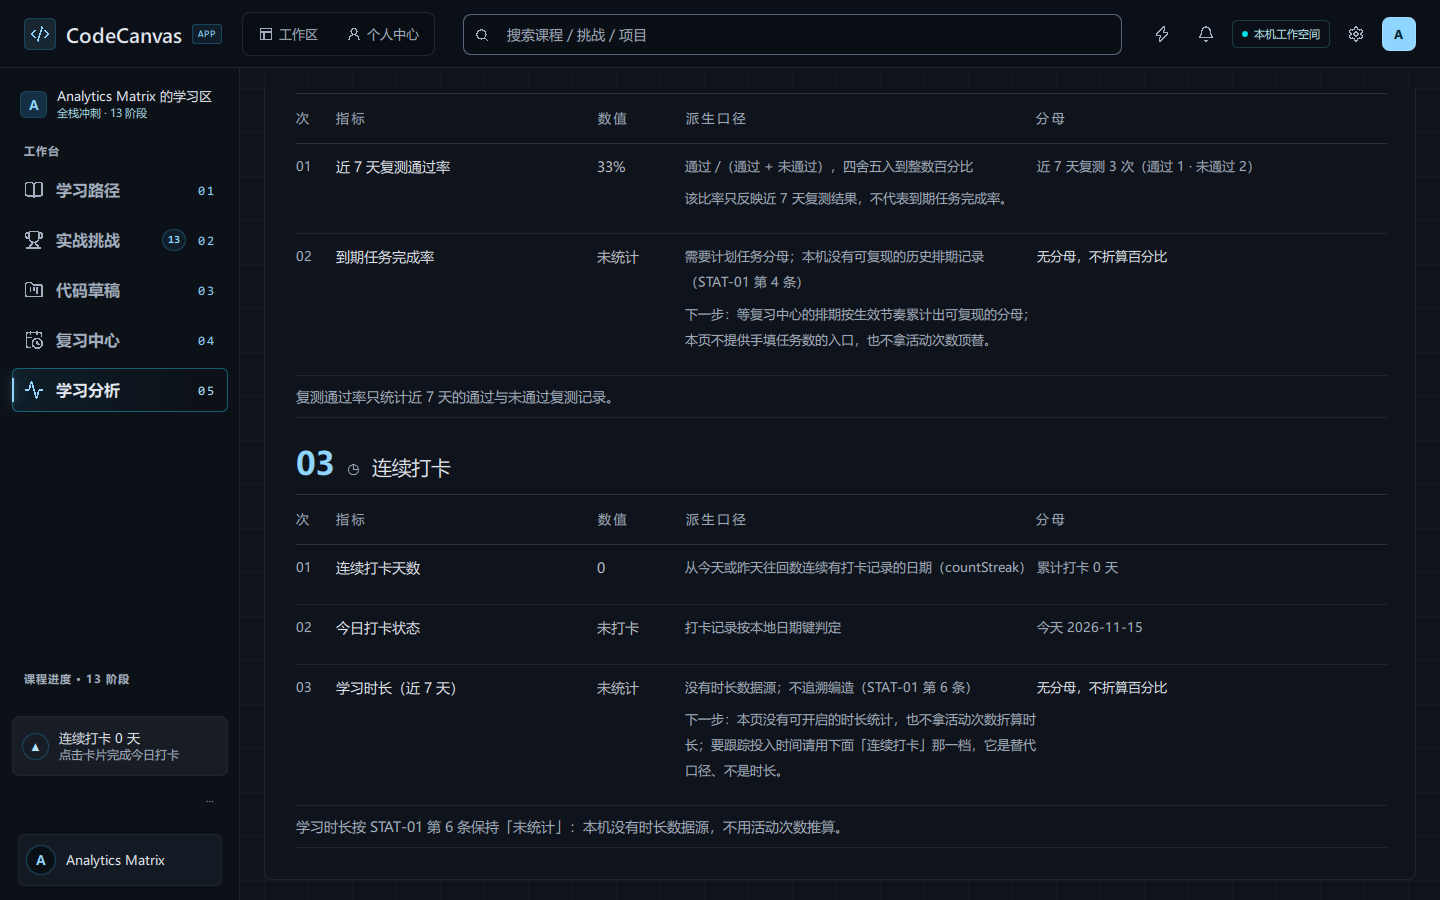 CodeCanvas APP
工作区
个人中心
搜索课程 / 挑战 / 项目
本机工作空间
A
A
Analytics Matrix 的学习区
全栈冲刺 · 13 阶段
工作台
学习路径 01
实战挑战 13 02
代码草稿 03
复习中心 04
学习分析 05
课程进度 • 13 阶段
连续打卡 0 天
点击卡片完成今日打卡
...
A Analytics Matrix
次 指标 数值 派生口径 分母
01 近 7 天复测通过率 33% 通过 /（通过 + 未通过），四舍五入到整数百分比 近 7 天复测 3 次（通过 1 · 未通过 2）
该比率只反映近 7 天复测结果，不代表到期任务完成率。
02 到期任务完成率 未统计 需要计划任务分母；本机没有可复现的历史排期记录 无分母，不折算百分比
（STAT-01 第 4 条）
下一步：等复习中心的排期按生效节奏累计出可复现的分母；
本页不提供手填任务数的入口，也不拿活动次数顶替。
复测通过率只统计近 7 天的通过与未通过复测记录。
03 连续打卡
次 指标 数值 派生口径 分母
01 连续打卡天数 0 从今天或昨天往回数连续有打卡记录的日期（countStreak） 累计打卡 0 天
02 今日打卡状态 未打卡 打卡记录按本地日期键判定 今天 2026-11-15
03 学习时长（近 7 天） 未统计 没有时长数据源；不追溯编造（STAT-01 第 6 条） 无分母，不折算百分比
下一步：本页没有可开启的时长统计，也不拿活动次数折算时
长；要跟踪投入时间请用下面「连续打卡」那一档，它是替代
口径、不是时长。
学习时长按 STAT-01 第 6 条保持「未统计」：本机没有时长数据源，不用活动次数推算。